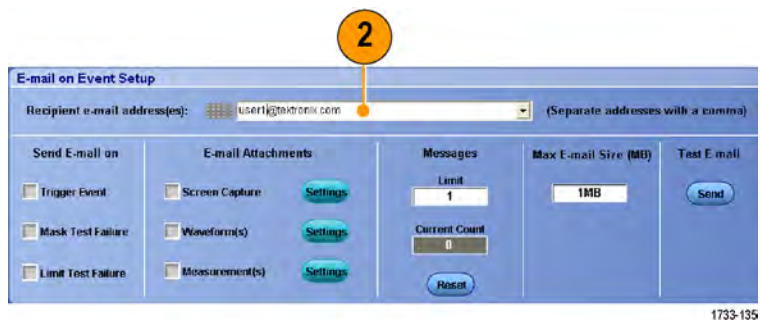 2
E-mail on Event Setup
Recipient e-mail address(es): user1@tektronix.com (Separate addresses with a comma)
Send E-mail on
Trigger Event
Mask Test Failure
Limit Test Failure
E-mail Attachments
Screen Capture Settings
Waveform(s) Settings
Measurement(s) Settings
Messages
Limit
1
Current Count
0
Reset
Max E-mail Size (MB)
1MB
Test E-mail
Send
1733-135